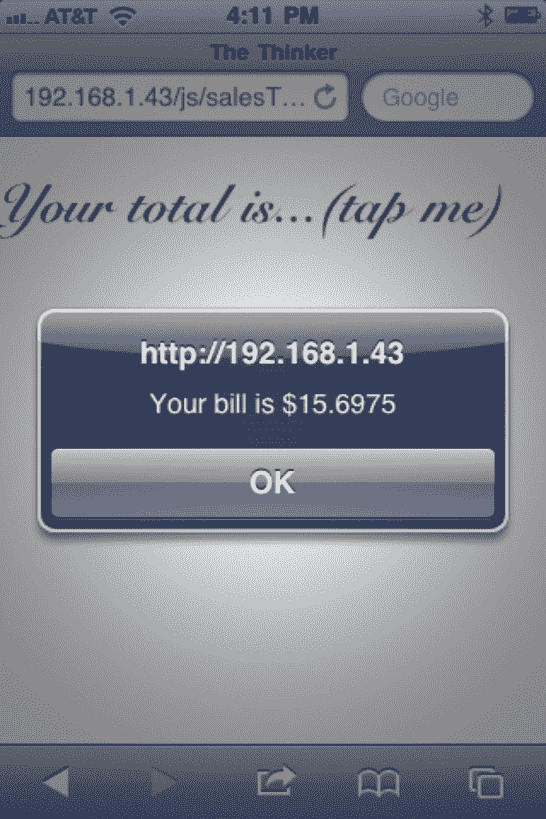 AT&T 4:11 PM
The Thinker
192.168.1.43/js/salesT... Google
Your total is...(tap me)
http://192.168.1.43
Your bill is $15.6975
OK